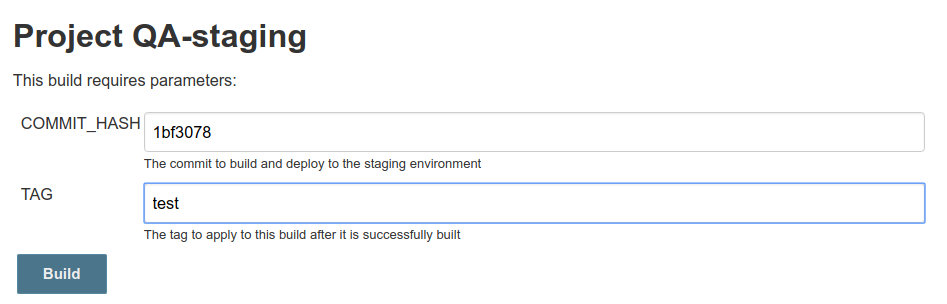 Project QA-staging
This build requires parameters:
COMMIT_HASH
1bf3078
The commit to build and deploy to the staging environment
TAG
test
The tag to apply to this build after it is successfully built
Build